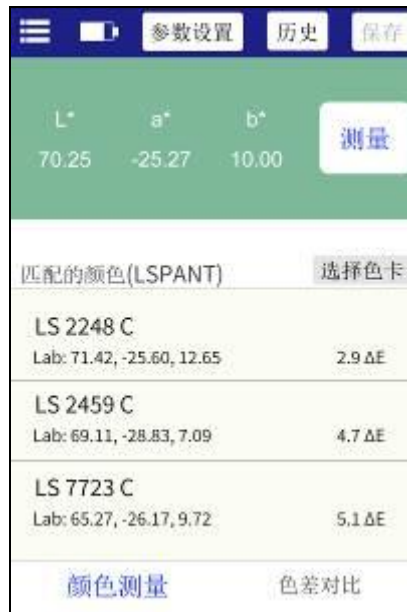 参数设置 历史 保存
L* a* b*
70.25 -25.27 10.00
测量
匹配的颜色(LSPANT) 选择色卡
LS 2248 C
Lab: 71.42, -25.60, 12.65 2.9 ΔE
LS 2459 C
Lab: 69.11, -28.83, 7.09 4.7 ΔE
LS 7723 C
Lab: 65.27, -26.17, 9.72 5.1 ΔE
颜色测量 色差对比